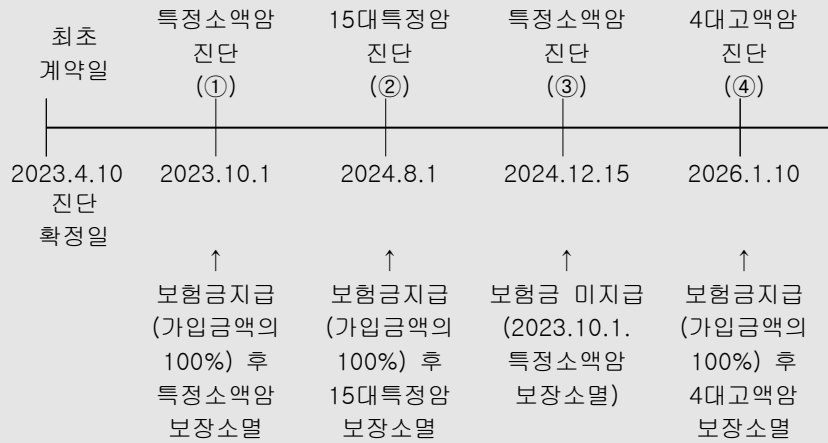 최초
계약일
특정소액암
진단
(①)
15대특정암
진단
(②)
특정소액암
진단
(③)
4대고액암
진단
(④)
2023.4.10
진단
확정일
2023.10.1
2024.8.1
2024.12.15
2026.1.10
↑
보험금지급
(가입금액의
100%) 후
특정소액암
보장소멸
↑
보험금지급
(가입금액의
100%) 후
15대특정암
보장소멸
↑
보험금 미지급
(2023.10.1.
특정소액암
보장소멸)
↑
보험금지급
(가입금액의
100%) 후
4대고액암
보장소멸